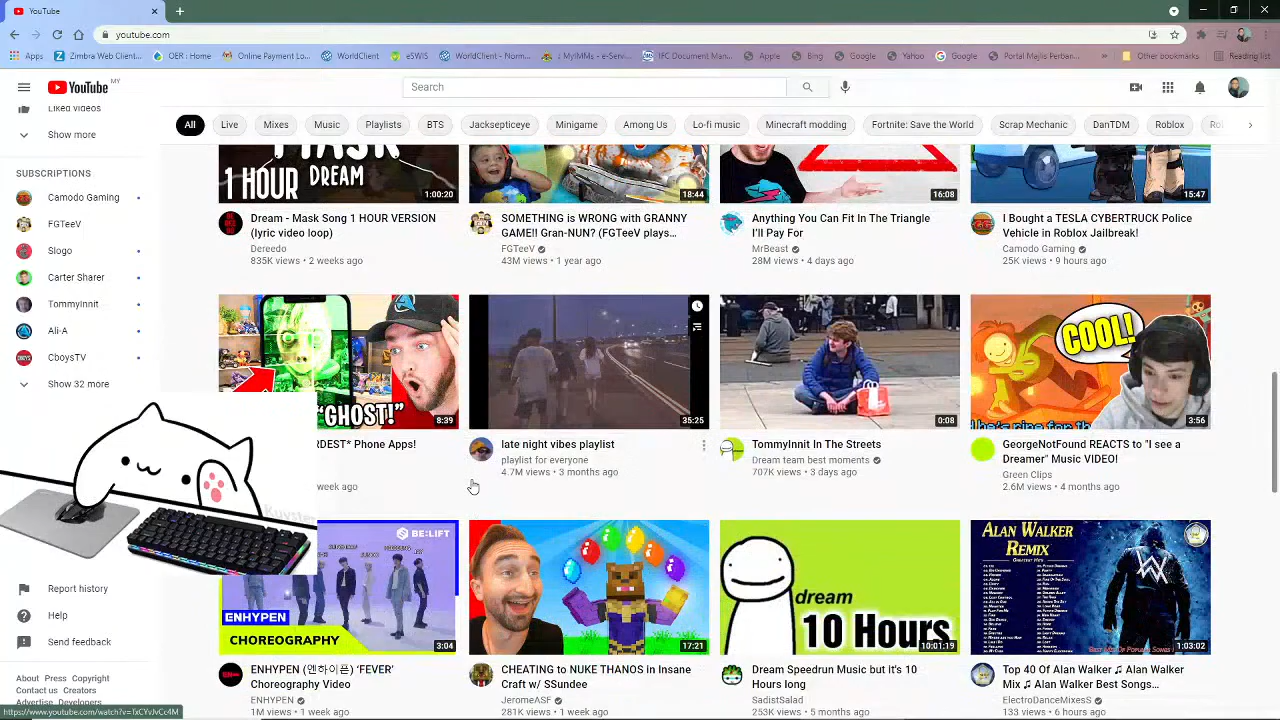 YouTube
youtube.com
Apps
Zimbra Web Client...
OER : Home
Online Payment Lo...
WorldClient
eSWIS
WorldClient
MyIMMs - e-Serv...
IFC Document Man...
Apple
Bing
Google
Yahoo
Google
Portal Majlis Perban...
YouTube MY
Search
Liked videos
Show more
SUBSCRIPTIONS
Camodo Gaming
FGTeeV
Slogo
Carter Sharer
TommyInnit
Ali-A
CboysTV
Show 32 more
Report history
Help
Send feedback
About Press Copyright
Contact us Creators
Advertise Developers
https://www.youtube.com/watch?v=TxCYvJvCc4M
All
Live
Mixes
Music
Playlists
BTS
Jacksepticeye
Minigame
Among Us
Lo-fi music
Minecraft modding
Fortnite: Save the World
Scrap Mechanic
DanTDM
Roblox
MASK
1 HOUR DREAM
1:00:20
18:44
16:08
15:47
Dream - Mask Song 1 HOUR VERSION
(lyric video loop)
Dereedo
835K views • 2 weeks ago
SOMETHING is WRONG with GRANNY
GAME!! Gran-NUN? (FGTeeV plays...
FGTeeV
43M views • 1 year ago
Anything You Can Fit In The Triangle
I'll Pay For
MrBeast
28M views • 4 days ago
I Bought a TESLA CYBERTRUCK Police
Vehicle in Roblox Jailbreak!
Camodo Gaming
25K views • 9 hours ago
"GHOST!"
8:39
35:25
0:08
COOL!
3:56
RDEST* Phone Apps!
week ago
late night vibes playlist
playlist for everyone
4.7M views • 3 months ago
TommyInnit In The Streets
Dream team best moments
707K views • 3 days ago
GeorgeNotFound REACTS to "I see a
Dreamer" Music VIDEO!
Green Clips
2.6M views • 4 months ago
BE:LIFT
ENHYPEN
CHOREOGRAPHY
3:04
17:21
dream
10 Hours
10:01:19
ALAN WALKER
REMIX
1:03:02
ENHYPEN (엔하이픈) 'FEVER'
Choreography Video
ENHYPEN
1M views • 1 week ago
CHEATING to NUKE THANOS in Insane
Craft w/ SSundee
JeromeASF
281K views • 1 week ago
Dream Speedrun Music but it's 10
Hours long
SadistSalad
253K views • 5 months ago
Top 40 Of Alan Walker ♫ Alan Walker
Mix ♫ Alan Walker Best Songs...
ElectroDanceMixesS
133 views • 6 hours ago